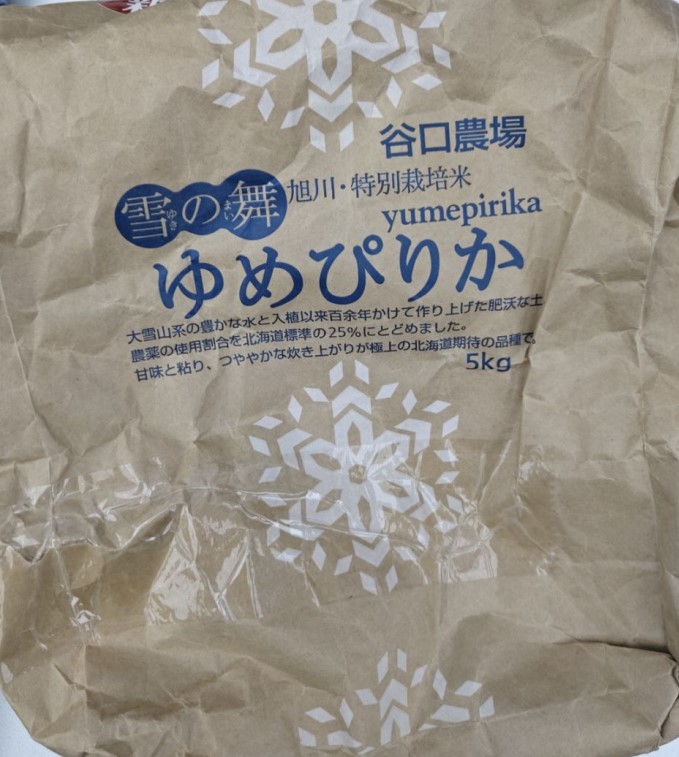 谷口農場
雪の舞
ゆき まい
旭川・特別栽培米
yumepirika
ゆめぴりか
大雪山系の豊かな水と入植以来百余年かけて作り上げた肥沃な土
農薬の使用割合を北海道標準の25%にとどめました。
甘味と粘り、つややかな炊き上がりが極上の北海道期待の品種で
5kg